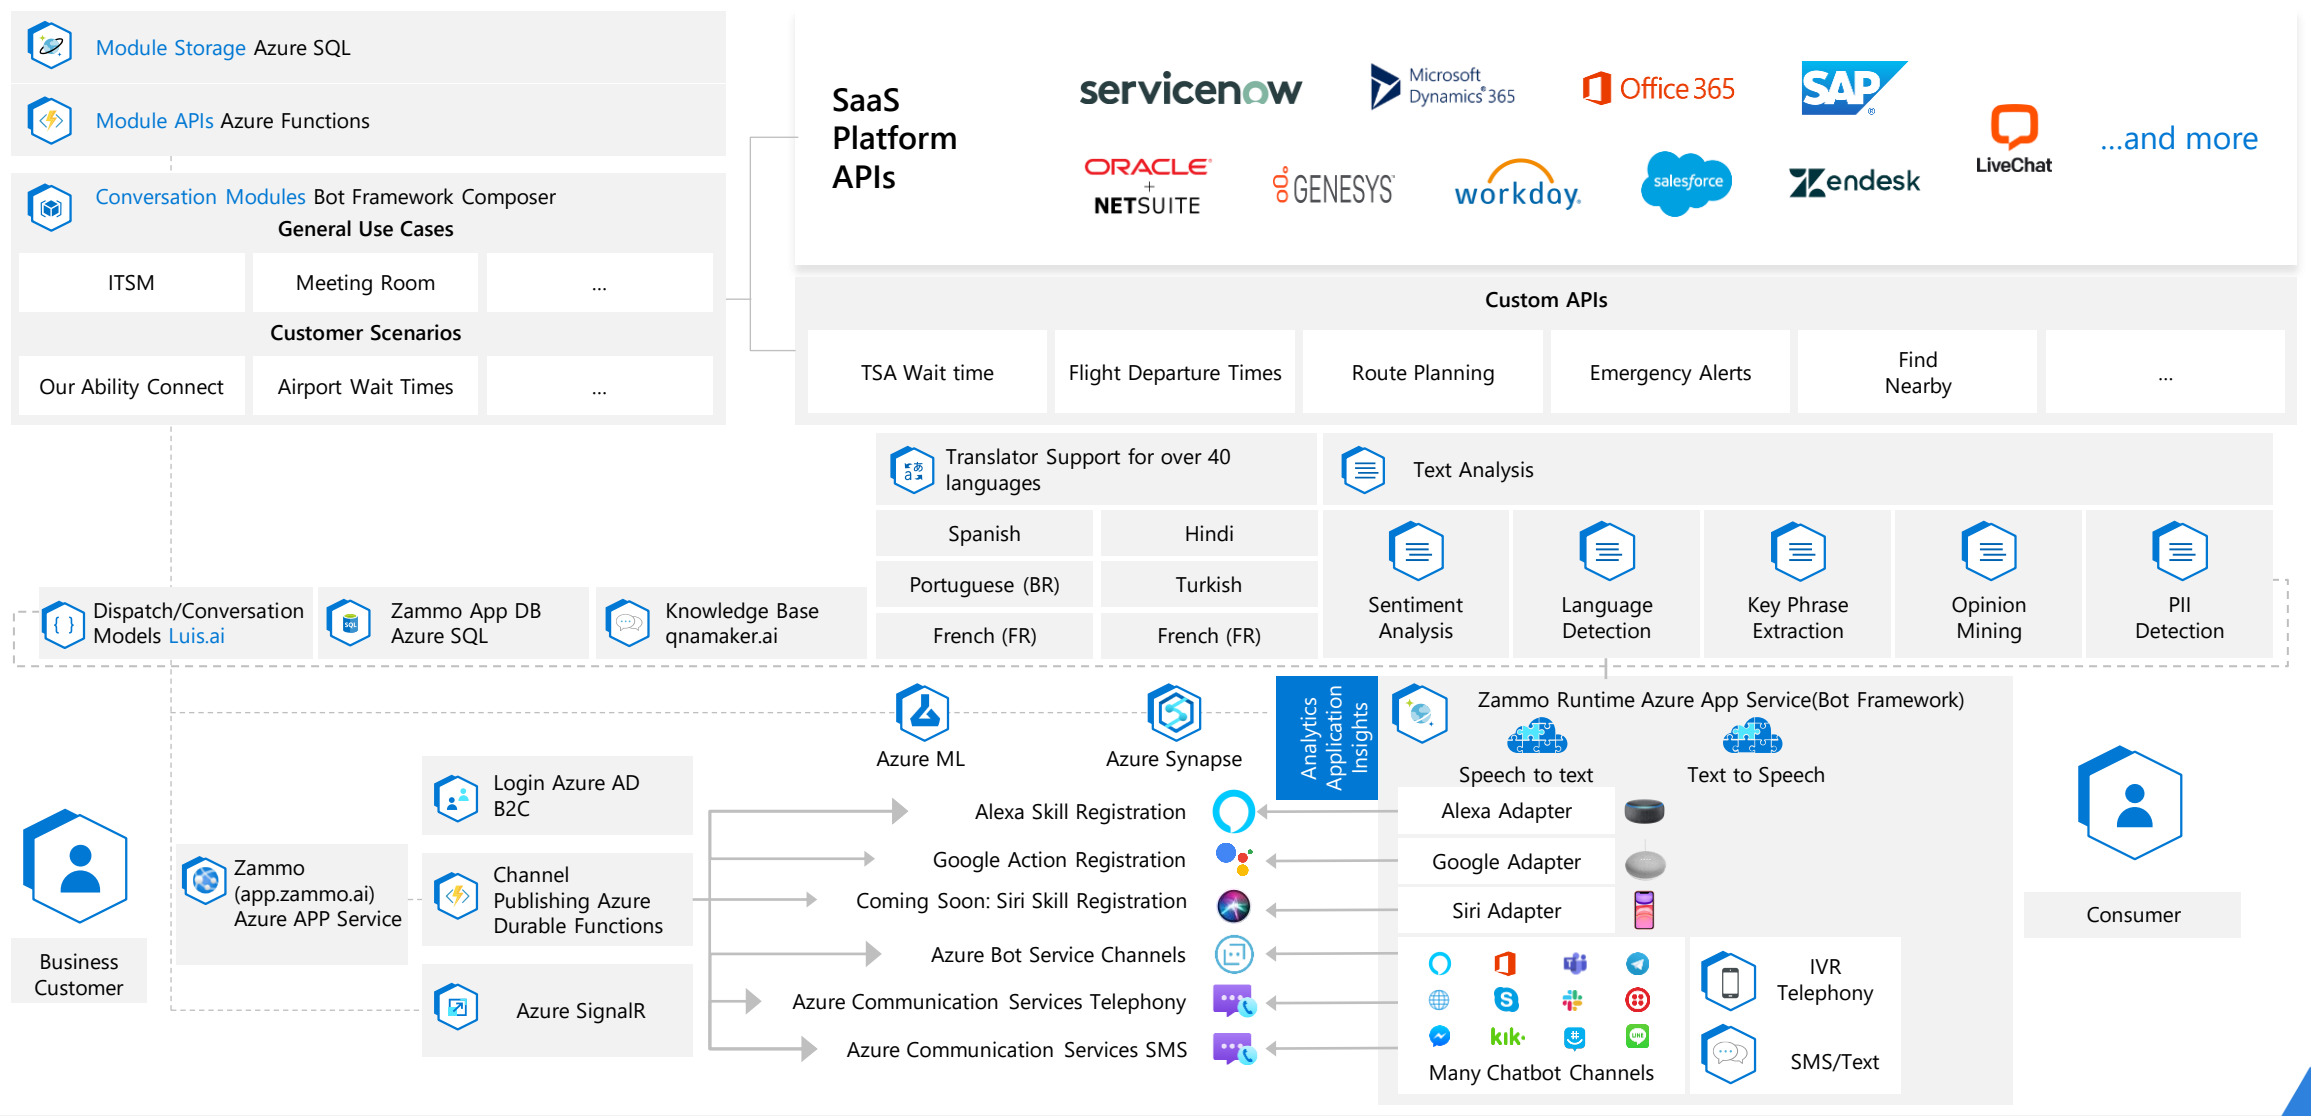 Module Storage Azure SQL
Module APIs Azure Functions
Conversation Modules Bot Framework Composer
General Use Cases
ITSM
Meeting Room
...
Customer Scenarios
Our Ability Connect
Airport Wait Times
...
SaaS
Platform
APIs
servicenow
Microsoft
Dynamics 365
Office 365
SAP
®
ORACLE®
+
NETSUITE
GENESYS™
workday.
salesforce
Zendesk
LiveChat
...and more
Custom APIs
TSA Wait time
Flight Departure Times
Route Planning
Emergency Alerts
Find
Nearby
...
Translator Support for over 40
languages
Spanish
Hindi
Portuguese (BR)
Turkish
French (FR)
French (FR)
Text Analysis
Sentiment
Analysis
Language
Detection
Key Phrase
Extraction
Opinion
Mining
PII
Detection
Dispatch/Conversation
Models Luis.ai
SQL
Zammo App DB
Azure SQL
Knowledge Base
qnamaker.ai
Azure ML
Azure Synapse
Analytics
Application
Insights
Zammo Runtime Azure App Service(Bot Framework)
Speech to text
Text to Speech
Business
Customer
Zammo
(app.zammo.ai)
Azure APP Service
Login Azure AD
B2C
Channel
Publishing Azure
Durable Functions
Azure SignalR
Alexa Skill Registration
Google Action Registration
Coming Soon: Siri Skill Registration
Azure Bot Service Channels
Azure Communication Services Telephony
Azure Communication Services SMS
Alexa Adapter
Google Adapter
Siri Adapter
kik·
LINE
Many Chatbot Channels
IVR
Telephony
SMS/Text
Consumer